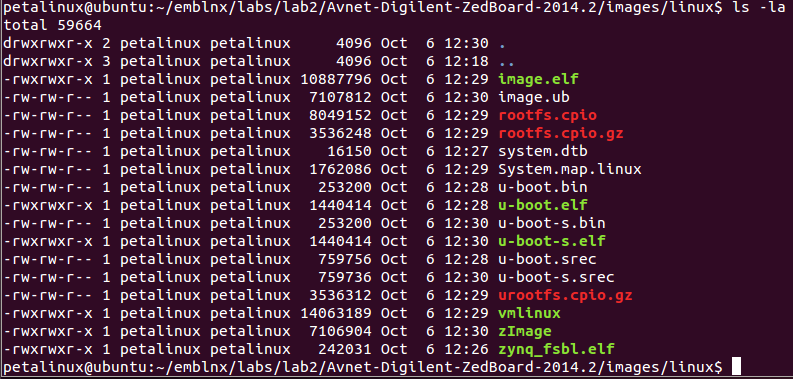 petalinux@ubuntu:~/emblnx/labs/lab2/Avnet-Digilent-ZedBoard-2014.2/images/linux$ ls -la
total 59664
drwxrwxr-x 2 petalinux petalinux     4096 Oct  6 12:30 .
drwxrwxr-x 3 petalinux petalinux     4096 Oct  6 12:18 ..
-rwxrwxr-x 1 petalinux petalinux 10887796 Oct  6 12:29 image.elf
-rw-rw-r-- 1 petalinux petalinux  7107812 Oct  6 12:30 image.ub
-rw-rw-r-- 1 petalinux petalinux  8049152 Oct  6 12:29 rootfs.cpio
-rw-rw-r-- 1 petalinux petalinux  3536248 Oct  6 12:29 rootfs.cpio.gz
-rw-rw-r-- 1 petalinux petalinux    16150 Oct  6 12:27 system.dtb
-rw-rw-r-- 1 petalinux petalinux  1762086 Oct  6 12:29 System.map.linux
-rw-rw-r-- 1 petalinux petalinux   253200 Oct  6 12:28 u-boot.bin
-rwxrwxr-x 1 petalinux petalinux  1440414 Oct  6 12:28 u-boot.elf
-rw-rw-r-- 1 petalinux petalinux   253200 Oct  6 12:30 u-boot-s.bin
-rwxrwxr-x 1 petalinux petalinux  1440414 Oct  6 12:30 u-boot-s.elf
-rw-rw-r-- 1 petalinux petalinux   759756 Oct  6 12:28 u-boot.srec
-rw-rw-r-- 1 petalinux petalinux   759736 Oct  6 12:30 u-boot-s.srec
-rw-rw-r-- 1 petalinux petalinux  3536312 Oct  6 12:29 urootfs.cpio.gz
-rwxrwxr-x 1 petalinux petalinux 14063189 Oct  6 12:29 vmlinux
-rwxrwxr-x 1 petalinux petalinux  7106904 Oct  6 12:30 zImage
-rwxrwxr-x 1 petalinux petalinux   242031 Oct  6 12:26 zynq_fsbl.elf
petalinux@ubuntu:~/emblnx/labs/lab2/Avnet-Digilent-ZedBoard-2014.2/images/linux$